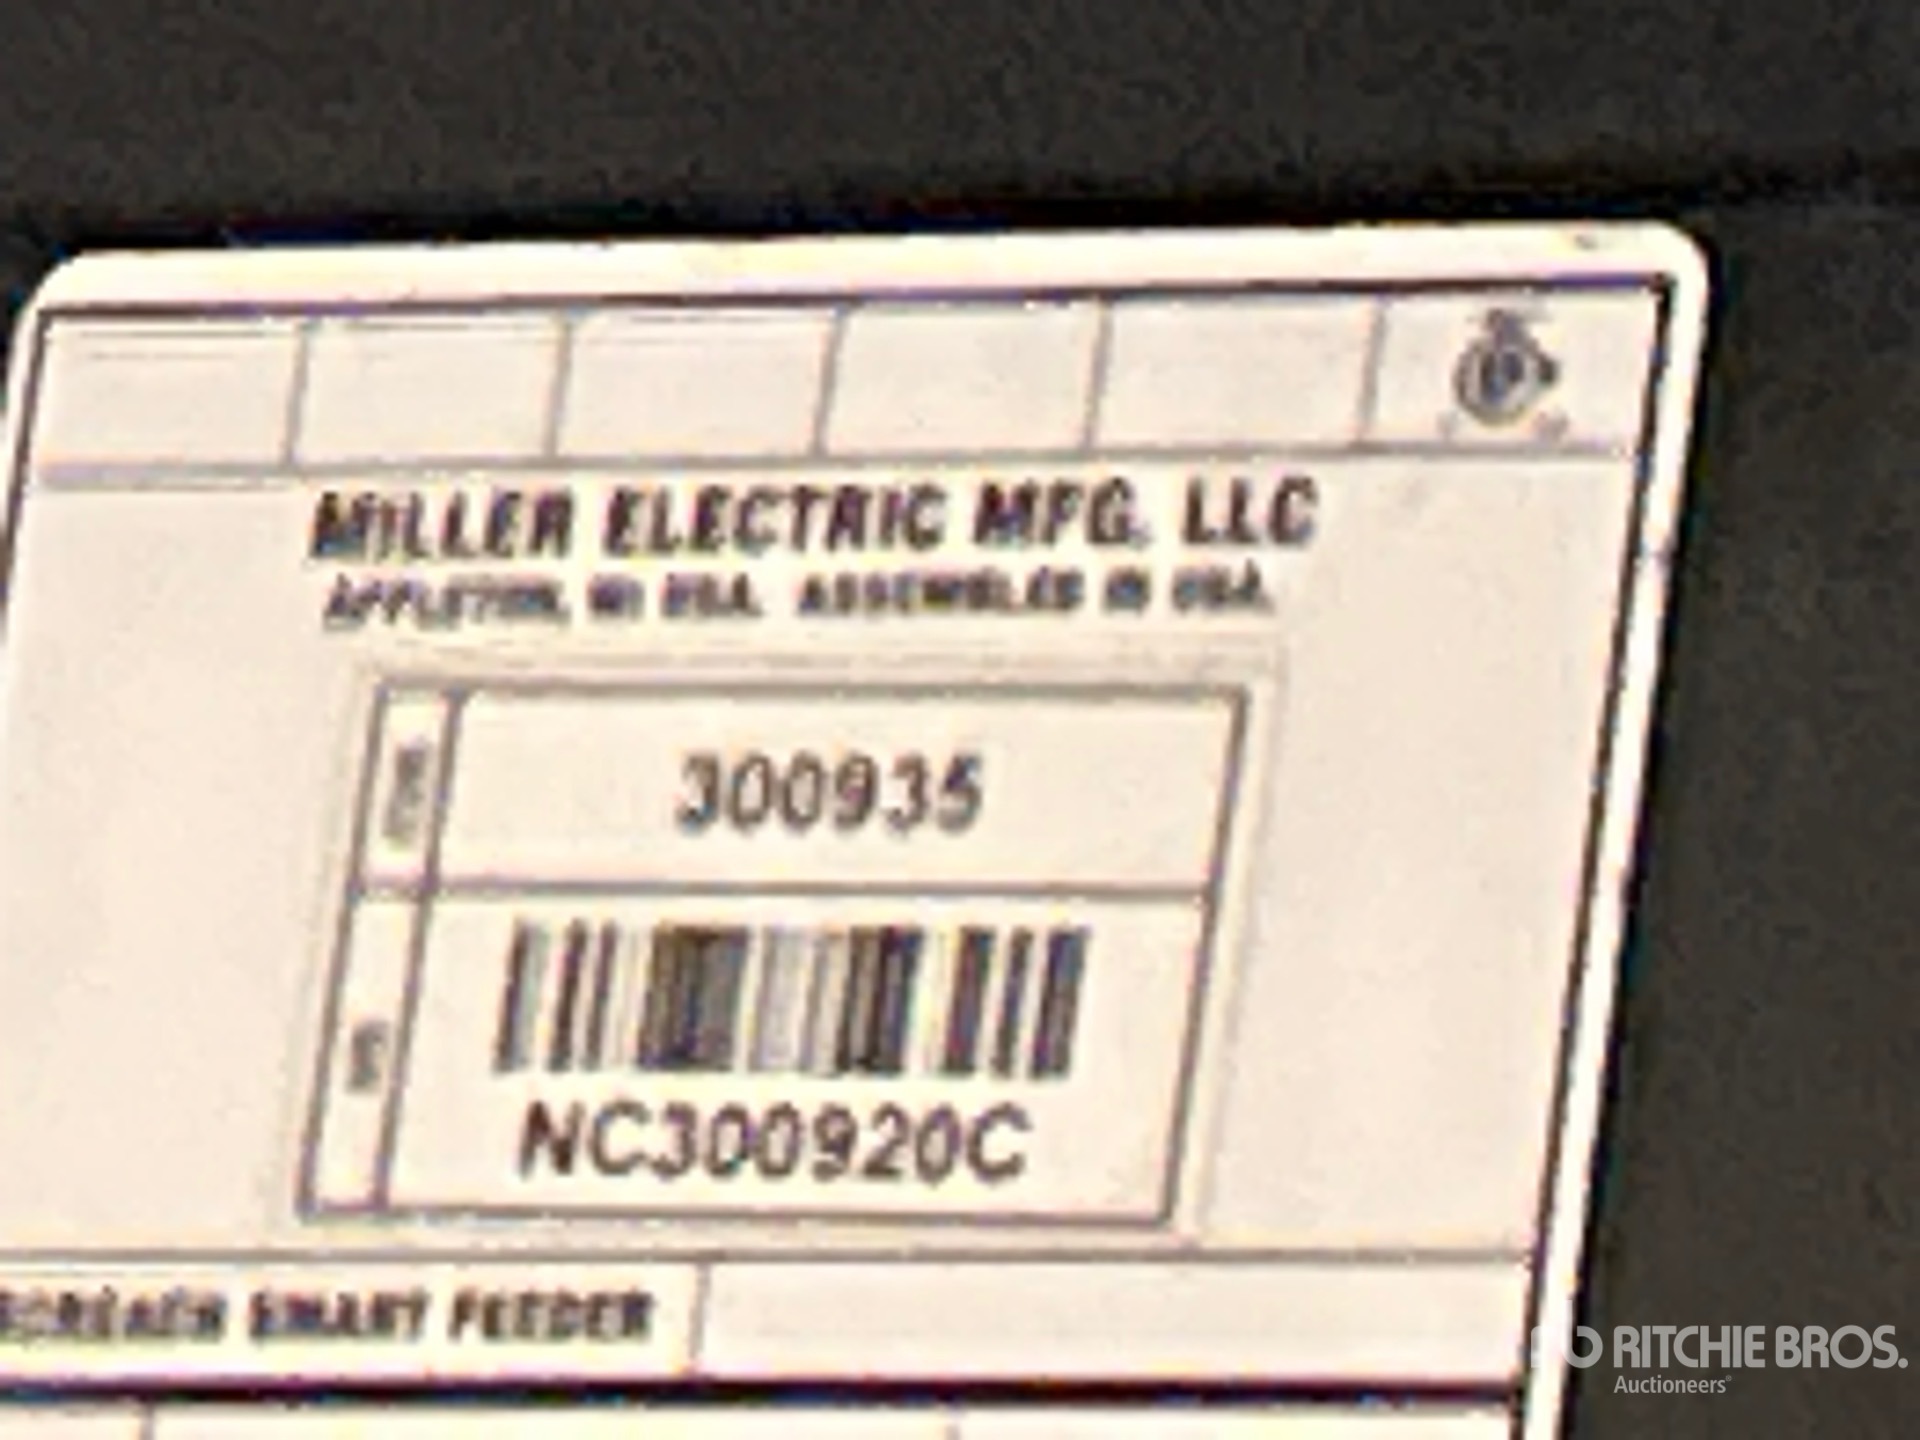 MILLER ELECTRIC MFG. LLC
APPLETON, WI USA. ASSEMBLED IN USA.
300935
NC300920C
SMART FEEDER
RITCHIE BROS.
Auctioneers